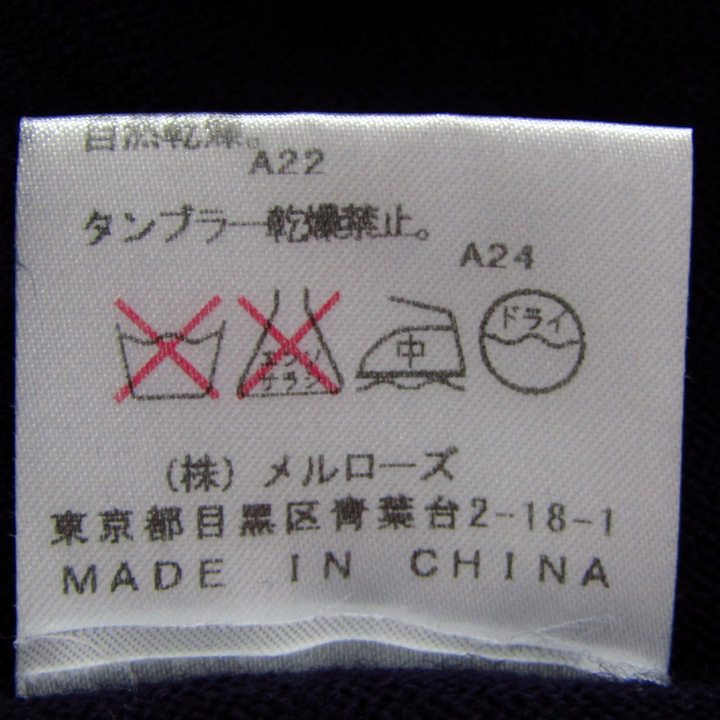 自然乾燥。
A22
タンブラー乾燥禁止。
A24
エンソ
サラシ
中
ドライ
(株) メルローズ
東京都目黒区青葉台2-18-1
MADE IN CHINA